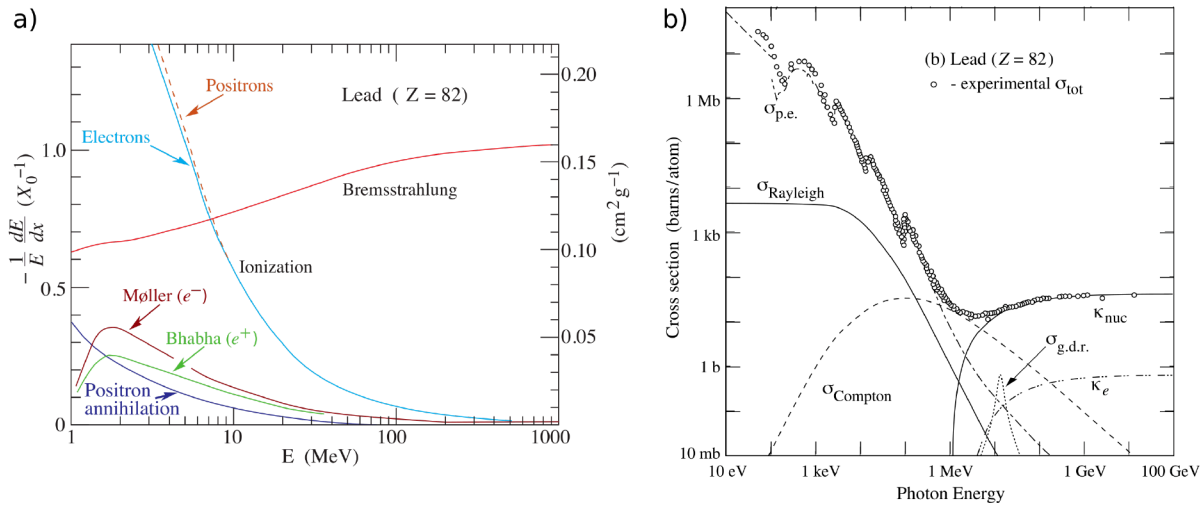 a)
Positrons
Lead ( Z = 82)
Electrons
Bremsstrahlung
Ionization
Møller (e−)
Bhabha (e+)
Positron
annihilation
0
0.5
1.0
− 1/E dE/dx (X0−1)
0.05
0.10
0.15
0.20
(cm2 g−1)
1
10
100
1000
E (MeV)
b)
(b) Lead (Z = 82)
- experimental σtot
σp.e.
σRayleigh
κnuc
σg.d.r.
σCompton
κe
1 Mb
1 kb
1 b
10 mb
Cross section (barns/atom)
10 eV
1 keV
1 MeV
1 GeV
100 GeV
Photon Energy